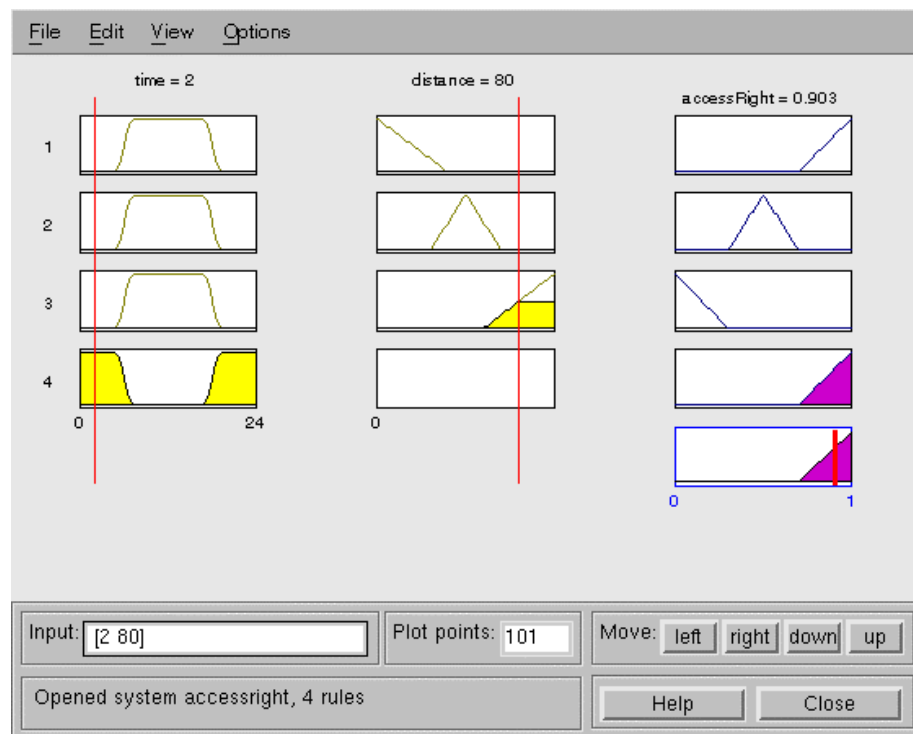 File Edit View Options
time = 2 distance = 80
accessRight = 0.903
1
2
3
4
0 24 0
0 1
Input: [2 80] Plot points: 101 Move: left right down up
Opened system accessright, 4 rules Help Close